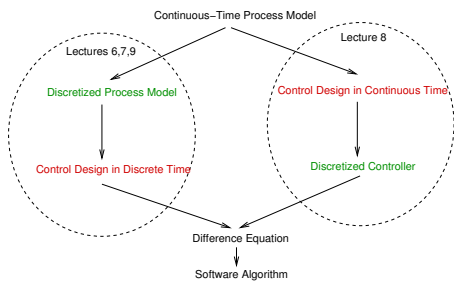 Continuous−Time Process Model
Lectures 6,7,9
Lecture 8
Discretized Process Model
Control Design in Continuous Time
Control Design in Discrete Time
Discretized Controller
Difference Equation
Software Algorithm